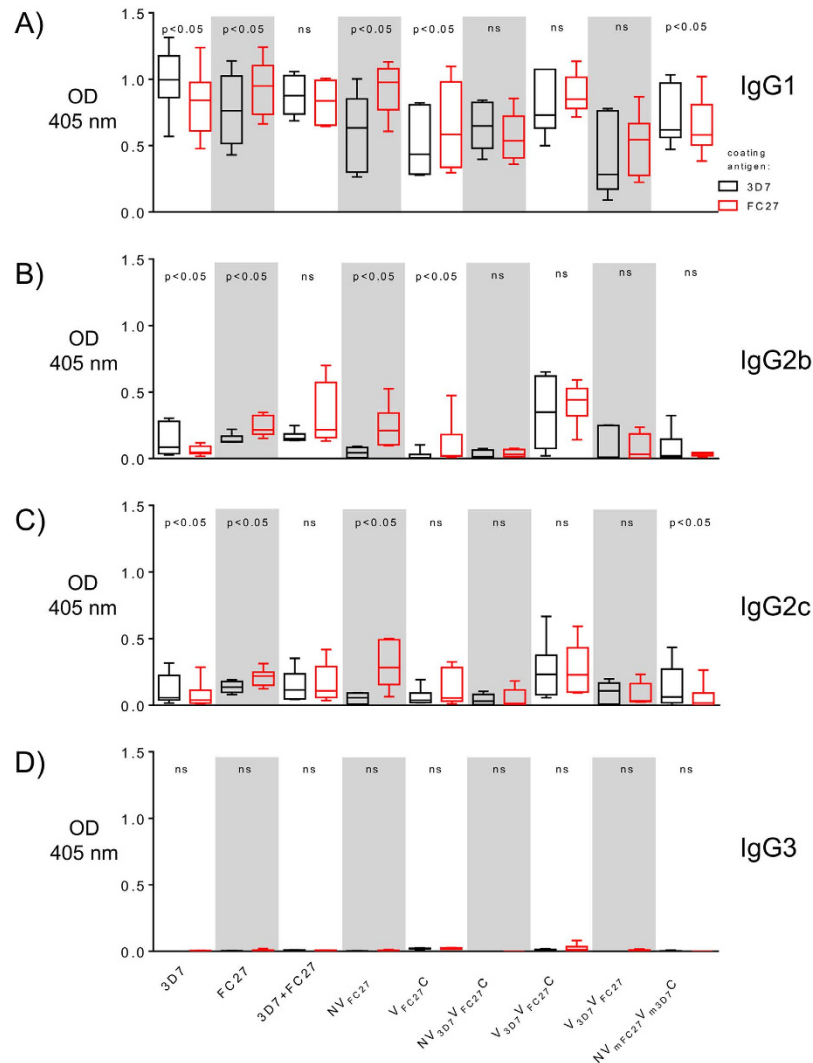 A)
p<0.05 p<0.05 ns p<0.05 p<0.05 ns ns ns p<0.05
IgG1
OD
405 nm
1.5
1.0
0.5
0.0
coating
antigen:
3D7
FC27
B)
p<0.05 p<0.05 ns p<0.05 p<0.05 ns ns ns ns
IgG2b
OD
405 nm
1.5
1.0
0.5
0.0
C)
p<0.05 p<0.05 ns p<0.05 ns ns ns ns p<0.05
IgG2c
OD
405 nm
1.5
1.0
0.5
0.0
D)
ns ns ns ns ns ns ns ns ns
IgG3
OD
405 nm
1.5
1.0
0.5
0.0
3D7
FC27
3D7+FC27
NVFC27
VFC27C
NV3D7VFC27C
V3D7VFC27C
V3D7VFC27
NVmFC27Vm3D7C